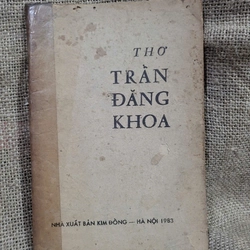 THƠ
TRẦN
ĐĂNG
KHOA
NHÀ XUẤT BẢN KIM ĐỒNG — HÀ NỘI 1983